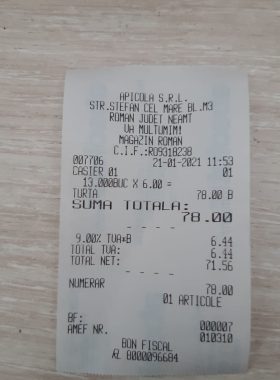 APICOLA S.R.L.
STR.STEFAN CEL MARE BL.M3
ROMAN JUDET NEAMT
VA MULTUMIM!
MAGAZIN ROMAN
C.I.F.:RO9318238
007706 21-01-2021 11:53
CASIER 01 01
13.000BUC X 6.00 =
TURTA 78.00 B
SUMA TOTALA:
78.00
- - - -
9.00% TVA*B 6.44
TOTAL TVA: 6.44
TOTAL NET: 71.56
- - - -
NUMERAR 78.00
01 ARTICOLE
- - - -
BF: 000007
AMEF NR. 010310
BON FISCAL
RL 8000096684